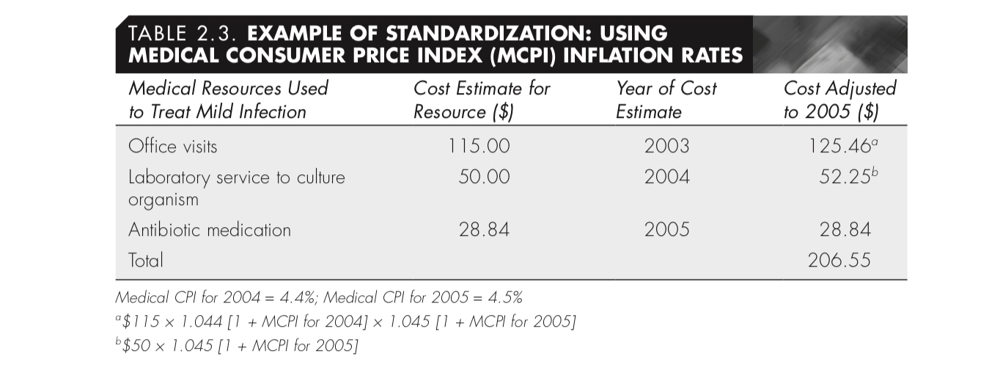 TABLE 2.3. EXAMPLE OF STANDARDIZATION: USING
MEDICAL CONSUMER PRICE INDEX (MCPI) INFLATION RATES
Medical Resources Used to Treat Mild Infection | Cost Estimate for Resource ($) | Year of Cost Estimate | Cost Adjusted to 2005 ($)
Office visits 115.00 2003 125.46ᵃ
Laboratory service to culture organism 50.00 2004 52.25ᵇ
Antibiotic medication 28.84 2005 28.84
Total 206.55
Medical CPI for 2004 = 4.4%; Medical CPI for 2005 = 4.5%
ᵃ$115 × 1.044 [1 + MCPI for 2004] × 1.045 [1 + MCPI for 2005]
ᵇ$50 × 1.045 [1 + MCPI for 2005]